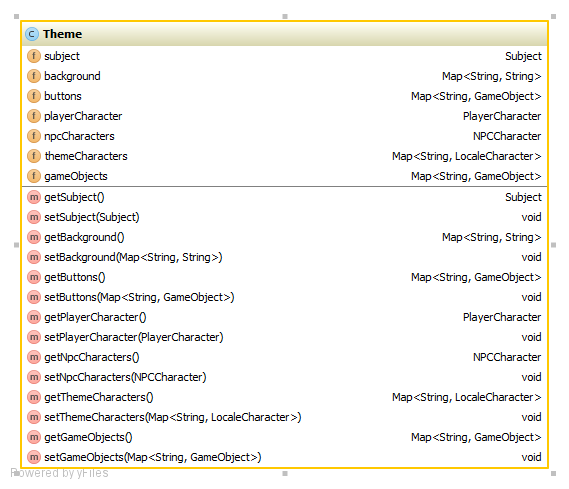 C Theme
f subject Subject
f background Map<String, String>
f buttons Map<String, GameObject>
f playerCharacter PlayerCharacter
f npcCharacters NPCCharacter
f themeCharacters Map<String, LocaleCharacter>
f gameObjects Map<String, GameObject>
m getSubject() Subject
m setSubject(Subject) void
m getBackground() Map<String, String>
m setBackground(Map<String, String>) void
m getButtons() Map<String, GameObject>
m setButtons(Map<String, GameObject>) void
m getPlayerCharacter() PlayerCharacter
m setPlayerCharacter(PlayerCharacter) void
m getNpcCharacters() NPCCharacter
m setNpcCharacters(NPCCharacter) void
m getThemeCharacters() Map<String, LocaleCharacter>
m setThemeCharacters(Map<String, LocaleCharacter>) void
m getGameObjects() Map<String, GameObject>
m setGameObjects(Map<String, GameObject>) void
Powered by yFiles